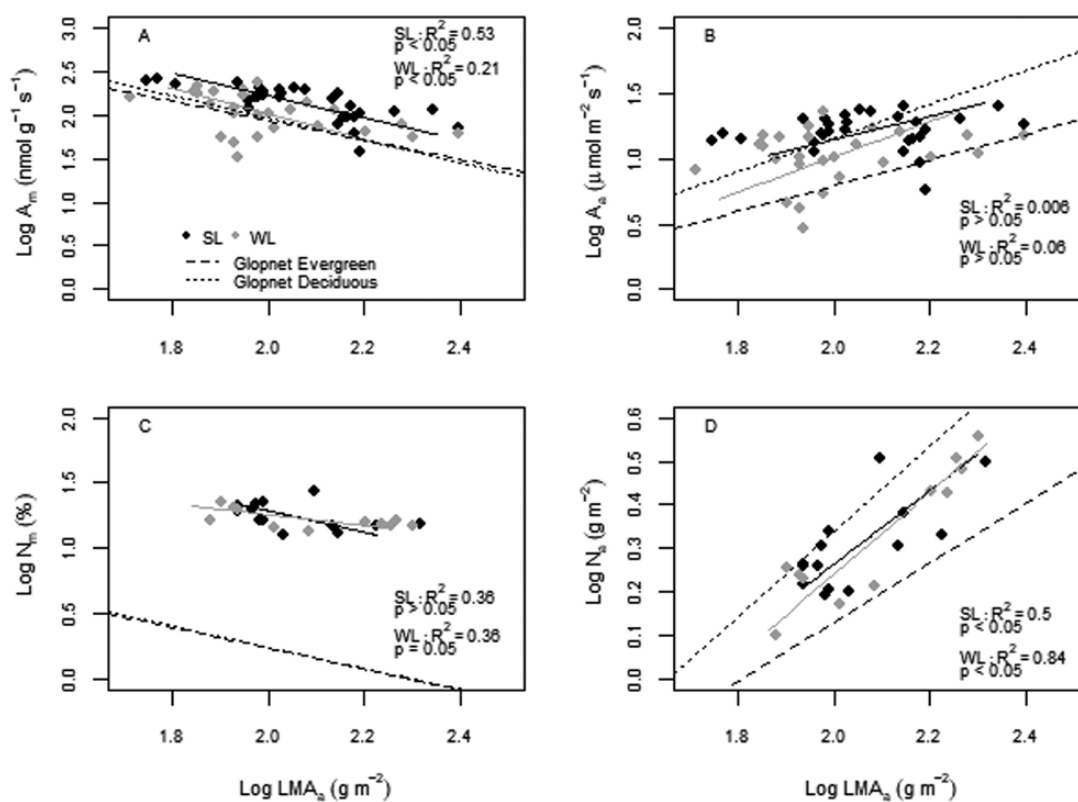 A
SL : R² = 0.53
p < 0.05
WL : R² = 0.21
p < 0.05
SL WL
Glopnet Evergreen
Glopnet Deciduous
Log Aₘ (nmol g⁻¹ s⁻¹)
0.0 0.5 1.0 1.5 2.0 2.5 3.0
1.8 2.0 2.2 2.4
B
SL : R² = 0.006
p > 0.05
WL : R² = 0.06
p > 0.05
Log Aₐ (μmol m⁻² s⁻¹)
0.0 0.5 1.0 1.5 2.0
1.8 2.0 2.2 2.4
C
SL : R² = 0.36
p > 0.05
WL : R² = 0.36
p = 0.05
Log Nₘ (%)
0.0 0.5 1.0 1.5 2.0
1.8 2.0 2.2 2.4
Log LMAₐ (g m⁻²)
D
SL : R² = 0.5
p < 0.05
WL : R² = 0.84
p < 0.05
Log Nₐ (g m⁻²)
0.0 0.1 0.2 0.3 0.4 0.5 0.6
1.8 2.0 2.2 2.4
Log LMAₐ (g m⁻²)